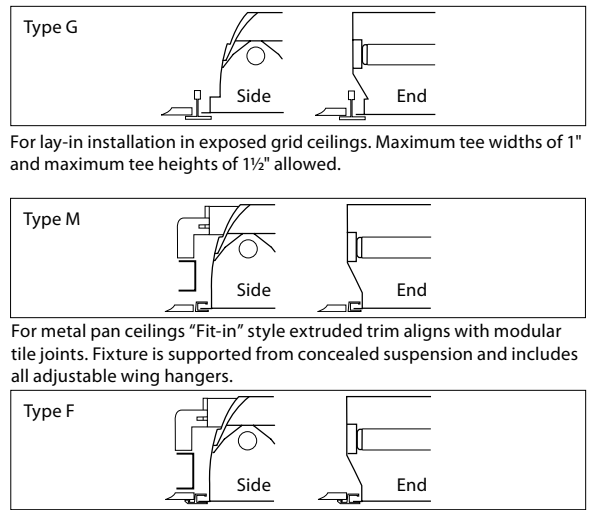 Type G
Side
End
For lay-in installation in exposed grid ceilings. Maximum tee widths of 1"
and maximum tee heights of 1½" allowed.
Type M
Side
End
For metal pan ceilings “Fit-in” style extruded trim aligns with modular
tile joints. Fixture is supported from concealed suspension and includes
all adjustable wing hangers.
Type F
Side
End